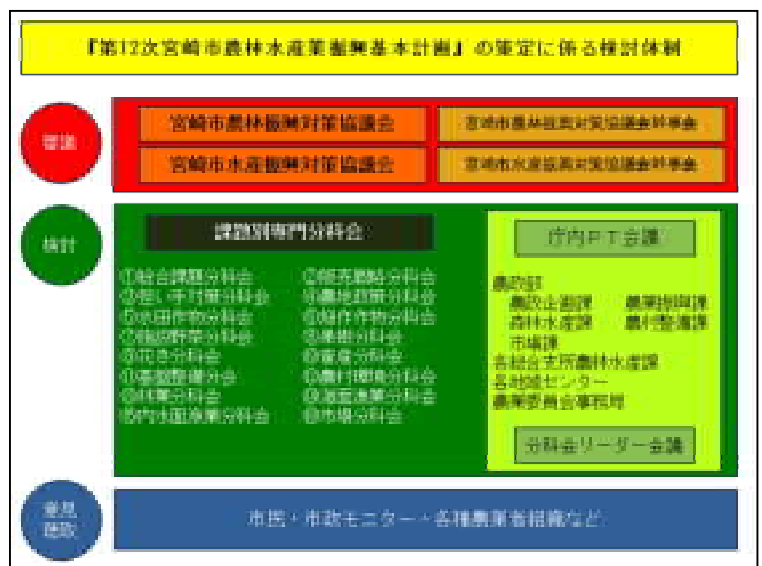 『第12次宮崎市農林水産業振興基本計画』の策定に係る検討体制
審議
宮崎市農林振興対策協議会
宮崎市農林振興対策協議会幹事会
宮崎市水産振興対策協議会
宮崎市水産振興対策協議会幹事会
検討
課題別専門分科会
①総合課題分科会
②販売戦略分科会
③担い手対策分科会
④農地政策分科会
⑤水田作物分科会
⑥畑作作物分科会
⑦施設野菜分科会
⑧果樹分科会
⑨花き分科会
⑩畜産分科会
⑪基盤整備分会
⑫農村環境分科会
⑬林業分科会
⑭海面漁業分科会
⑮内水面漁業分科会
⑯市場分科会
庁内PT会議
農政部
農政企画課 農業振興課
森林水産課 農村整備課
市場課
各総合支所農林水産課
各地域センター
農業委員会事務局
分科会リーダー会議
意見
聴取
市民・市政モニター・各種農業者組織など